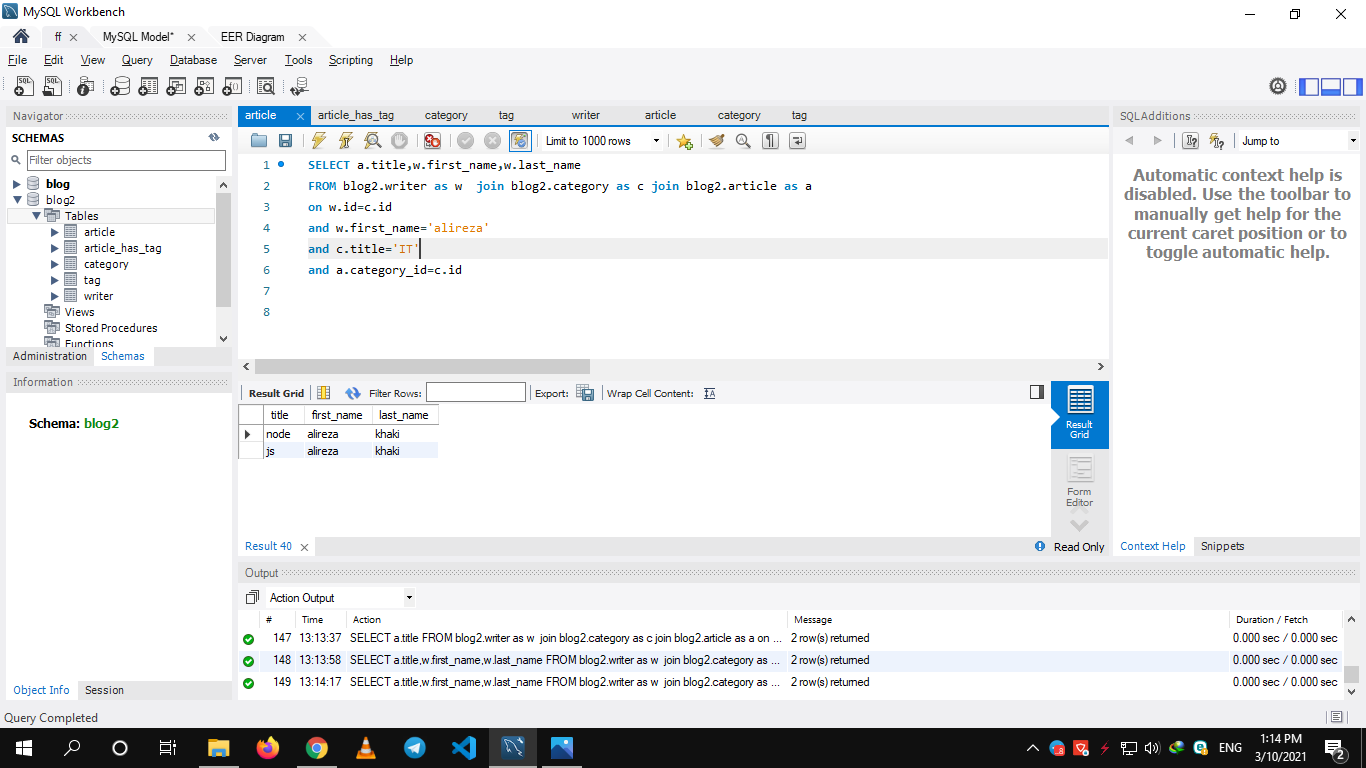 MySQL Workbench
ff MySQL Model* EER Diagram
File Edit View Query Database Server Tools Scripting Help
Navigator
SCHEMAS
Filter objects
blog
blog2
Tables
article
article_has_tag
category
tag
writer
Views
Stored Procedures
Functions
Administration Schemas
Information
Schema: blog2
Object Info Session
article article_has_tag category tag writer article category tag
Limit to 1000 rows
1 SELECT a.title,w.first_name,w.last_name
2 FROM blog2.writer as w  join blog2.category as c join blog2.article as a
3 on w.id=c.id
4 and w.first_name='alireza'
5 and c.title='IT'
6 and a.category_id=c.id
7
8
Result Grid Filter Rows: Export: Wrap Cell Content:
title first_name last_name
node alireza khaki
js alireza khaki
Result Grid
Form Editor
Result 40 Read Only
SQLAdditions
Jump to
Automatic context help is
disabled. Use the toolbar to
manually get help for the
current caret position or to
toggle automatic help.
Context Help Snippets
Output
Action Output
# Time Action Message Duration / Fetch
147 13:13:37 SELECT a.title FROM blog2.writer as w  join blog2.category as c join blog2.article as a on ... 2 row(s) returned 0.000 sec / 0.000 sec
148 13:13:58 SELECT a.title,w.first_name,w.last_name FROM blog2.writer as w  join blog2.category as ... 2 row(s) returned 0.000 sec / 0.000 sec
149 13:14:17 SELECT a.title,w.first_name,w.last_name FROM blog2.writer as w  join blog2.category as ... 2 row(s) returned 0.000 sec / 0.000 sec
Query Completed
ENG
1:14 PM
3/10/2021
2